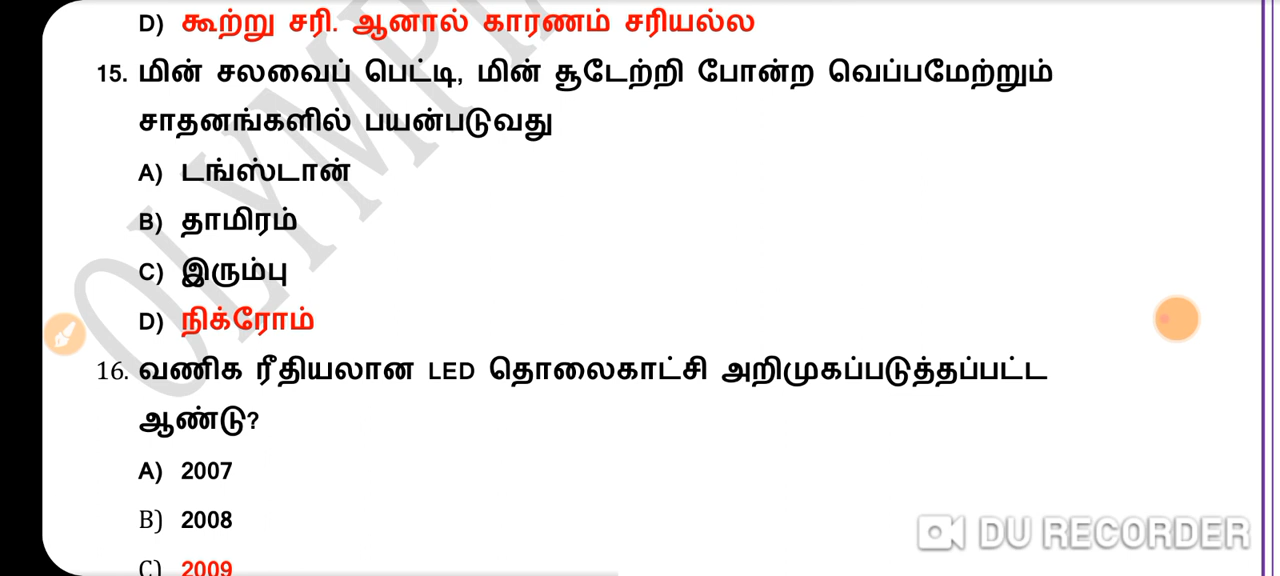 D) கூற்று சரி. ஆனால் காரணம் சரியல்ல
15. மின் சலவைப் பெட்டி, மின் சூடேற்றி போன்ற வெப்பமேற்றும்
சாதனங்களில் பயன்படுவது
A) டங்ஸ்டான்
B) தாமிரம்
C) இரும்பு
D) நிக்ரோம்
16. வணிக ரீதியலான LED தொலைகாட்சி அறிமுகப்படுத்தப்பட்ட
ஆண்டு?
A) 2007
B) 2008
C) 2009
DU RECORDER